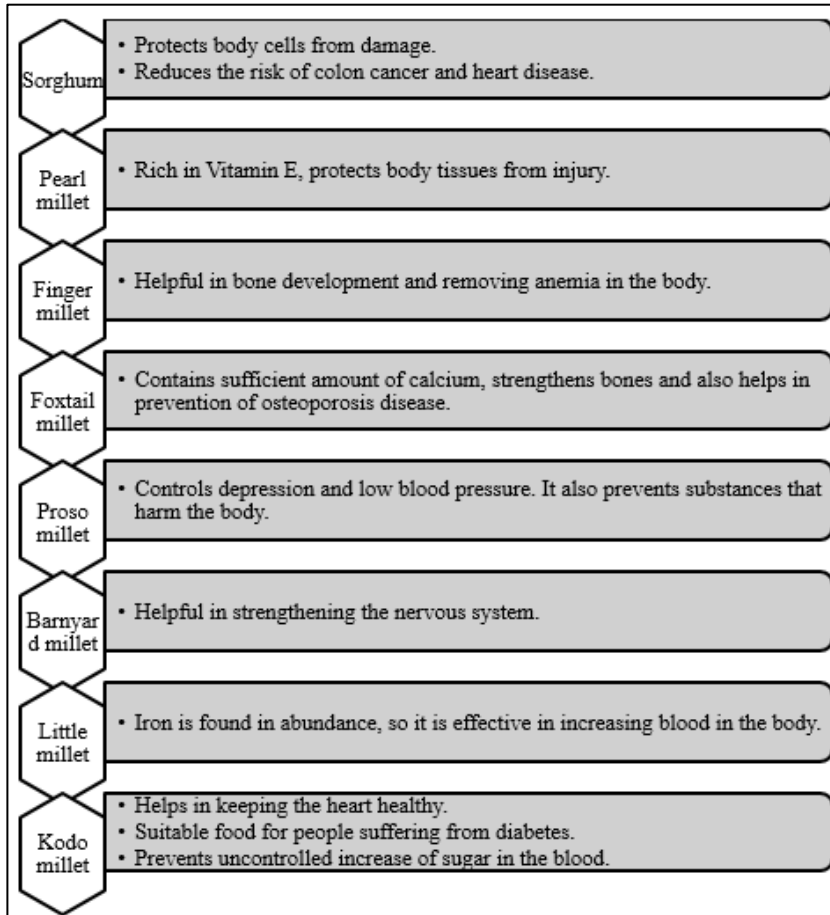 Sorghum
• Protects body cells from damage.
• Reduces the risk of colon cancer and heart disease.
Pearl
millet
• Rich in Vitamin E, protects body tissues from injury.
Finger
millet
• Helpful in bone development and removing anemia in the body.
Foxtail
millet
• Contains sufficient amount of calcium, strengthens bones and also helps in
prevention of osteoporosis disease.
Proso
millet
• Controls depression and low blood pressure. It also prevents substances that
harm the body.
Barnyar
d millet
• Helpful in strengthening the nervous system.
Little
millet
• Iron is found in abundance, so it is effective in increasing blood in the body.
Kodo
millet
• Helps in keeping the heart healthy.
• Suitable food for people suffering from diabetes.
• Prevents uncontrolled increase of sugar in the blood.